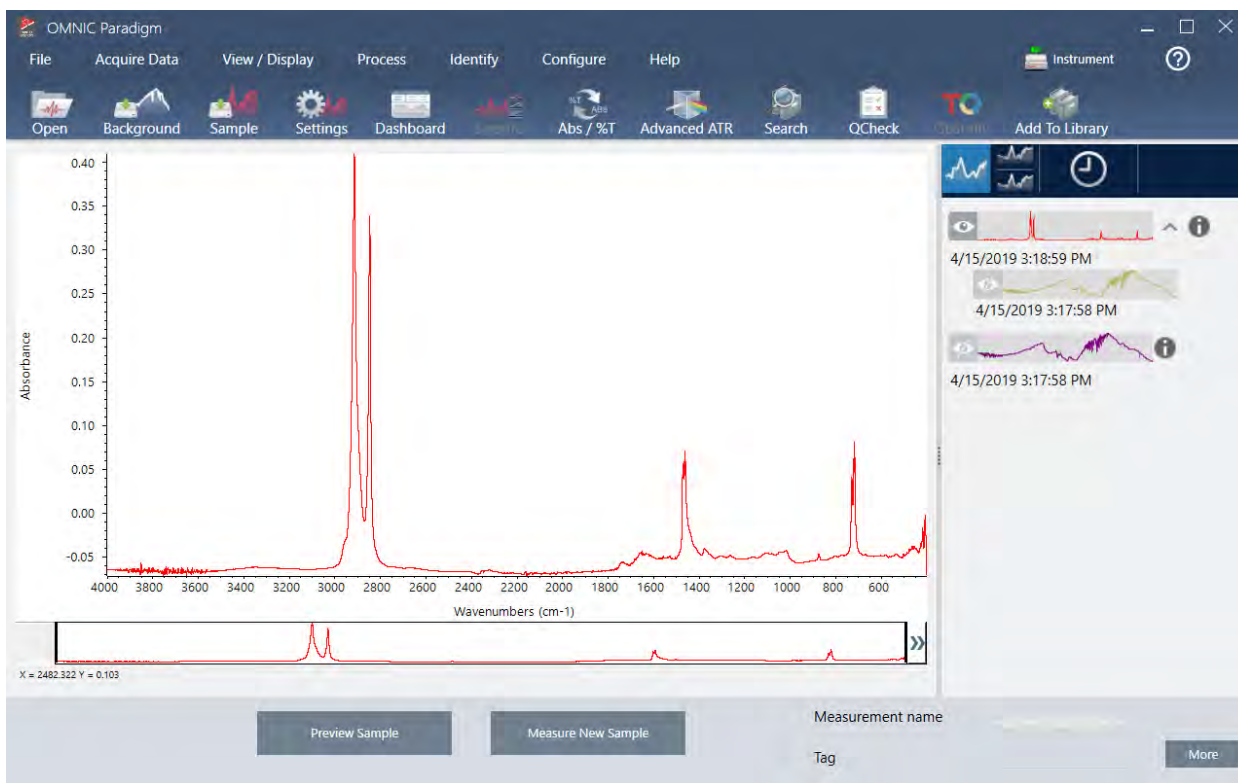 OMNIC Paradigm
File Acquire Data View / Display Process Identify Configure Help Instrument ?
%T ABS
TQ
Open Background Sample Settings Dashboard Abs / %T Advanced ATR Search QCheck Add To Library
0.40
0.35
0.30
0.25
0.20
0.15
0.10
0.05
0.00
-0.05
Absorbance
4000 3800 3600 3400 3200 3000 2800 2600 2400 2200 2000 1800 1600 1400 1200 1000 800 600
Wavenumbers (cm-1)
X = 2482.322 Y = 0.103
4/15/2019 3:18:59 PM
4/15/2019 3:17:58 PM
4/15/2019 3:17:58 PM
Preview Sample Measure New Sample
Measurement name
Tag
More